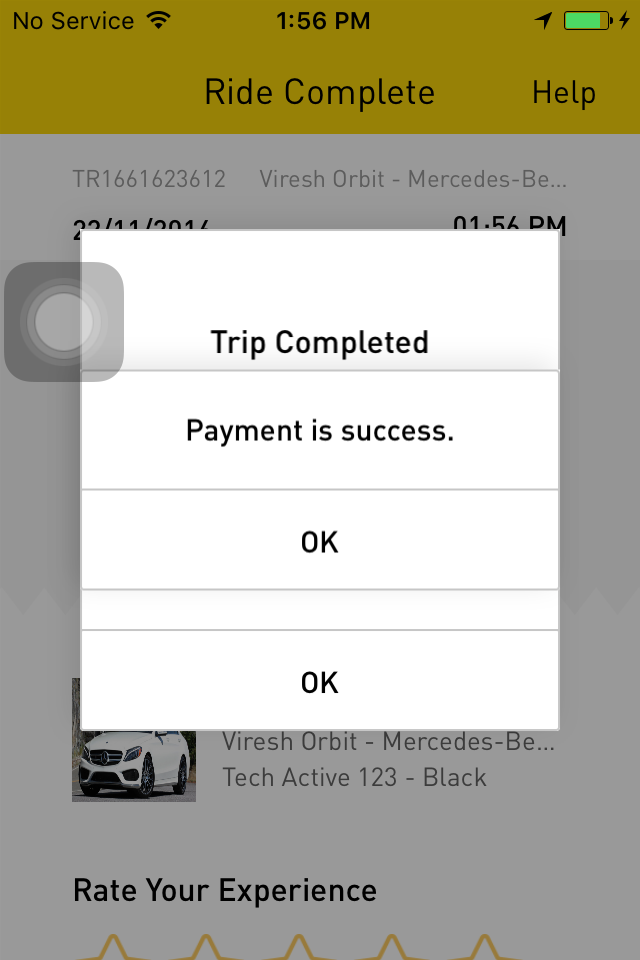 No Service 1:56 PM
Ride Complete Help
TR1661623612 Viresh Orbit - Mercedes-Be...
22/11/2016 01:56 PM
Trip Completed
Payment is success.
OK
OK
Viresh Orbit - Mercedes-Be...
Tech Active 123 - Black
Rate Your Experience